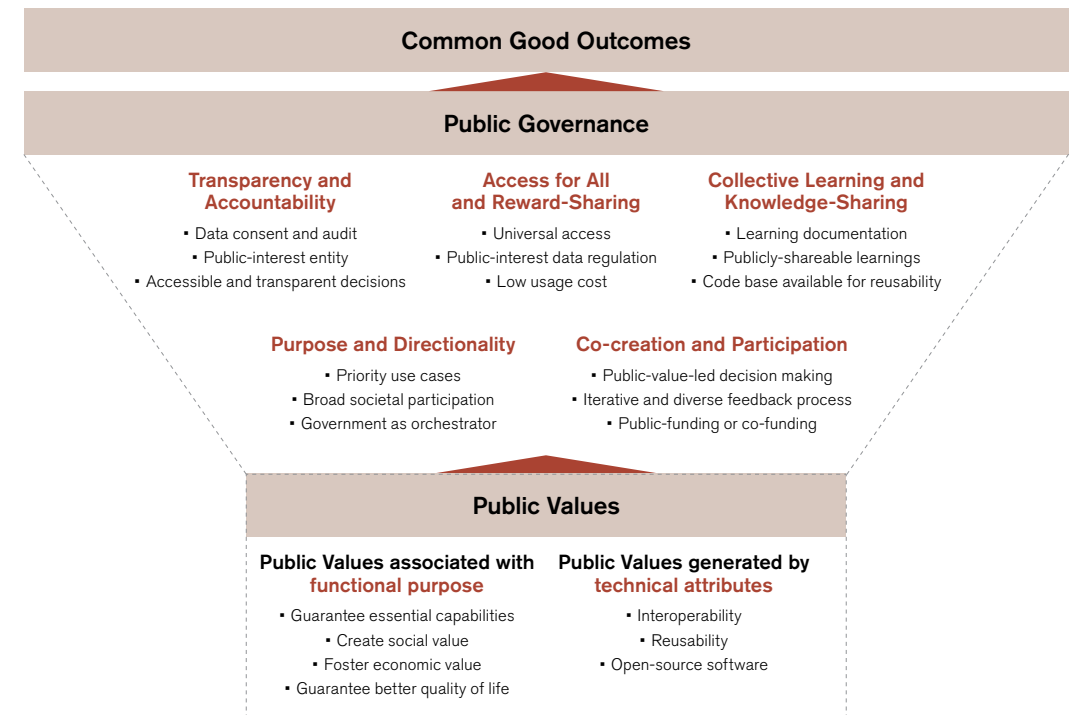 Common Good Outcomes
Public Governance
Transparency and
Accountability
▪ Data consent and audit
▪ Public-interest entity
▪ Accessible and transparent decisions
Access for All
and Reward-Sharing
▪ Universal access
▪ Public-interest data regulation
▪ Low usage cost
Collective Learning and
Knowledge-Sharing
▪ Learning documentation
▪ Publicly-shareable learnings
▪ Code base available for reusability
Purpose and Directionality
▪ Priority use cases
▪ Broad societal participation
▪ Government as orchestrator
Co-creation and Participation
▪ Public-value-led decision making
▪ Iterative and diverse feedback process
▪ Public-funding or co-funding
Public Values
Public Values associated with
functional purpose
▪ Guarantee essential capabilities
▪ Create social value
▪ Foster economic value
▪ Guarantee better quality of life
Public Values generated by
technical attributes
▪ Interoperability
▪ Reusability
▪ Open-source software